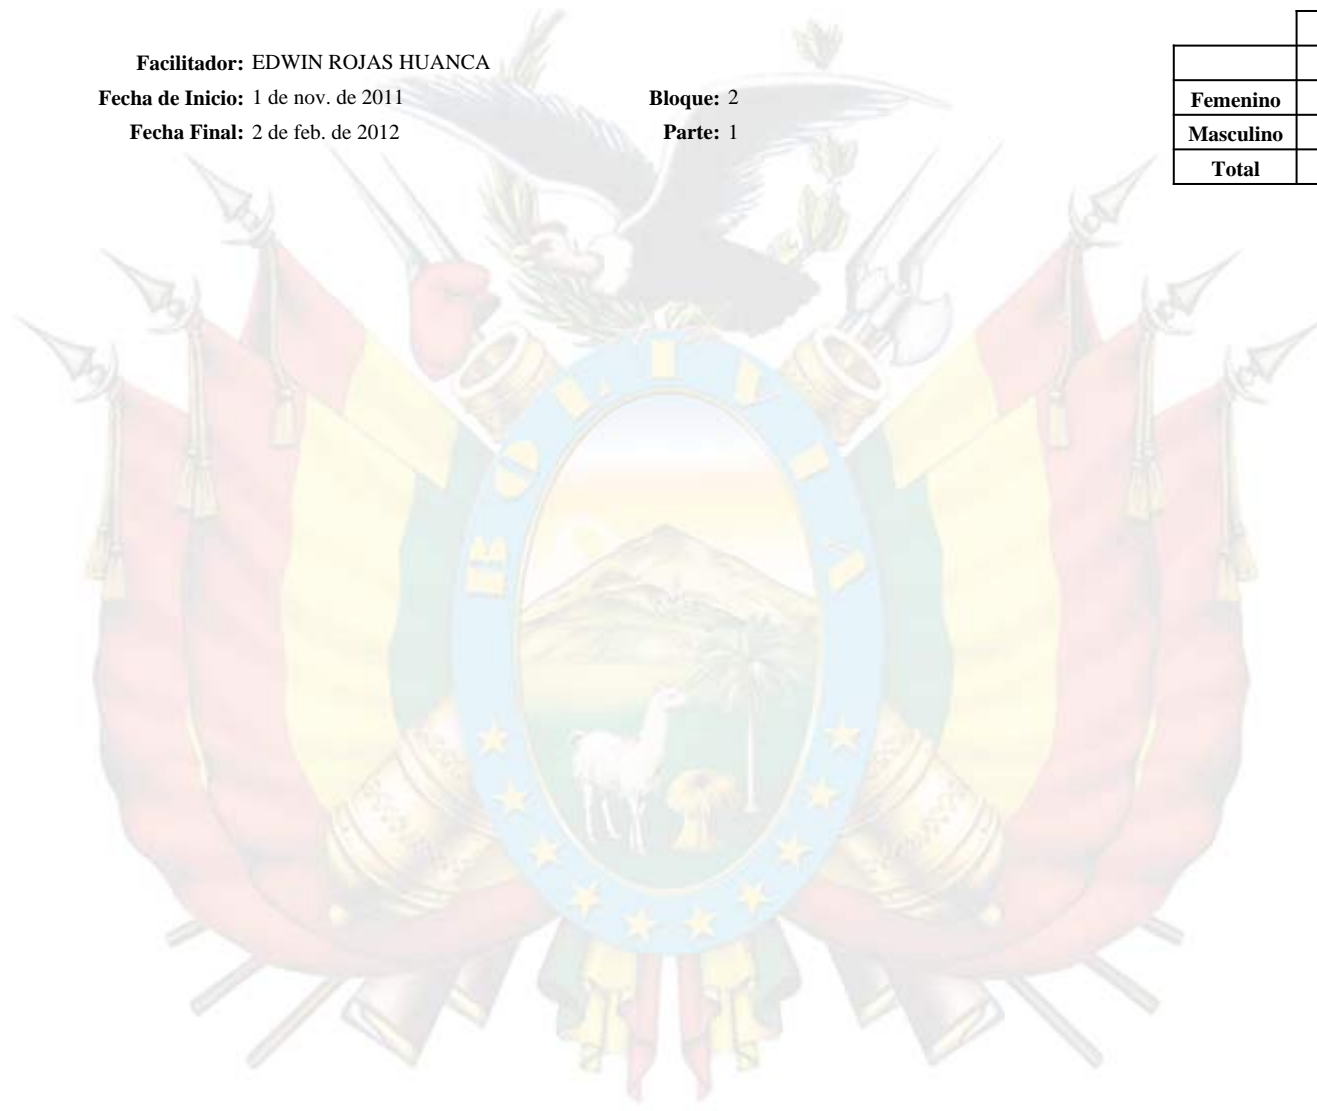 Facilitador: EDWIN ROJAS HUANCA
Fecha de Inicio: 1 de nov. de 2011 Bloque: 2
Fecha Final: 2 de feb. de 2012 Parte: 1
Femenino
Masculino
Total
BOLIVIA